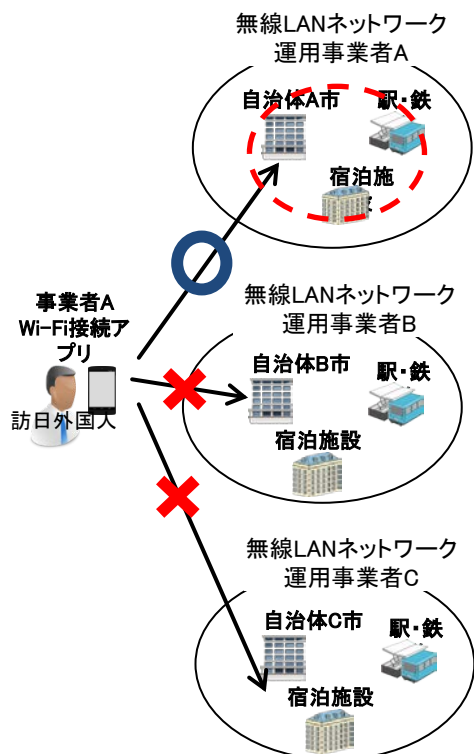 無線LANネットワーク
運用事業者A
自治体A市
駅・鉄
宿泊施
事業者A
Wi-Fi接続ア
プリ
訪日外国人
無線LANネットワーク
運用事業者B
自治体B市
駅・鉄
宿泊施設
無線LANネットワーク
運用事業者C
自治体C市
駅・鉄
宿泊施設